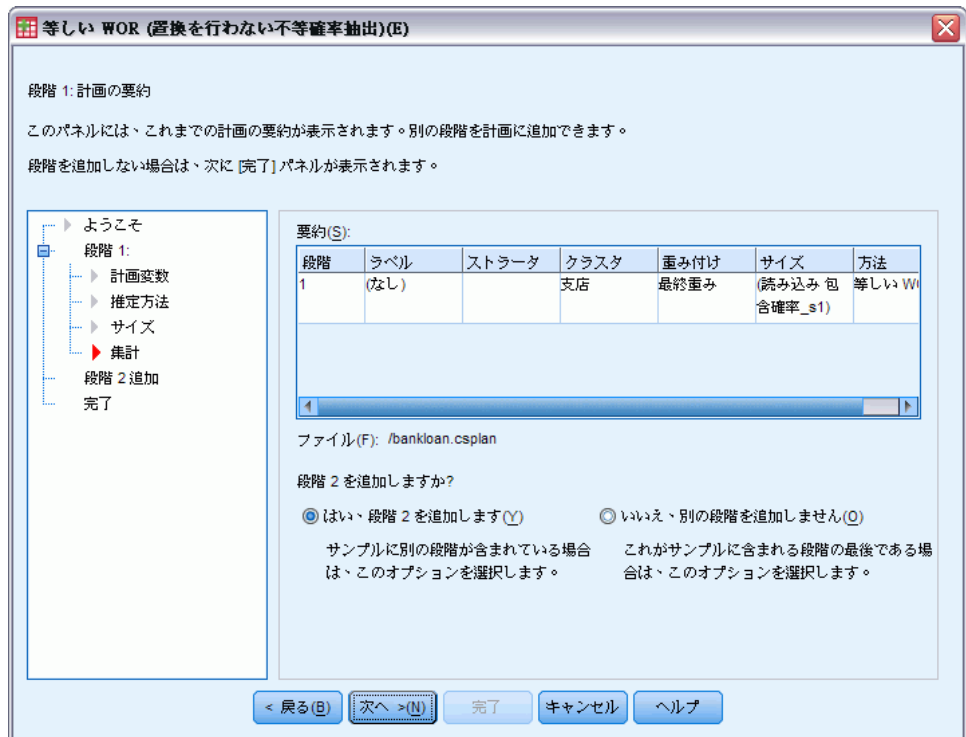 等しい WOR (置換を行わない不等確率抽出)(E)
段階 1: 計画の要約
このパネルには、これまでの計画の要約が表示されます。別の段階を計画に追加できます。
段階を追加しない場合は、次に [完了] パネルが表示されます。
ようこそ
段階 1:
計画変数
推定方法
サイズ
集計
段階 2 追加
完了
要約(S):
段階 ラベル ストラータ クラスタ 重み付け サイズ 方法
1 (なし) 支店 最終重み (読み込み 包 等しい W
含確率_s1)
ファイル(F): /bankloan.csplan
段階 2 を追加しますか?
はい、段階 2 を追加します(Y) いいえ、別の段階を追加しません(O)
サンプルに別の段階が含まれている場合
は、このオプションを選択します。
これがサンプルに含まれる段階の最後である場
合は、このオプションを選択します。
< 戻る(B) 次へ >(N) 完了 キャンセル ヘルプ